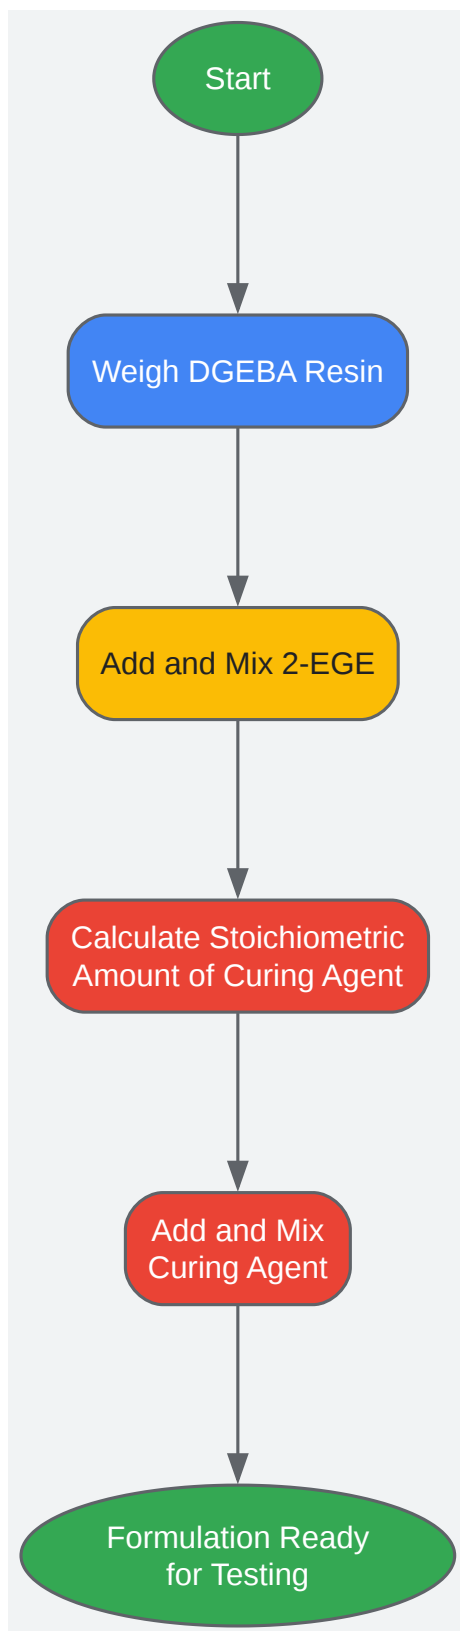 Start
Weigh DGEBA Resin
Add and Mix 2-EGE
Calculate Stoichiometric
Amount of Curing Agent
Add and Mix
Curing Agent
Formulation Ready
for Testing